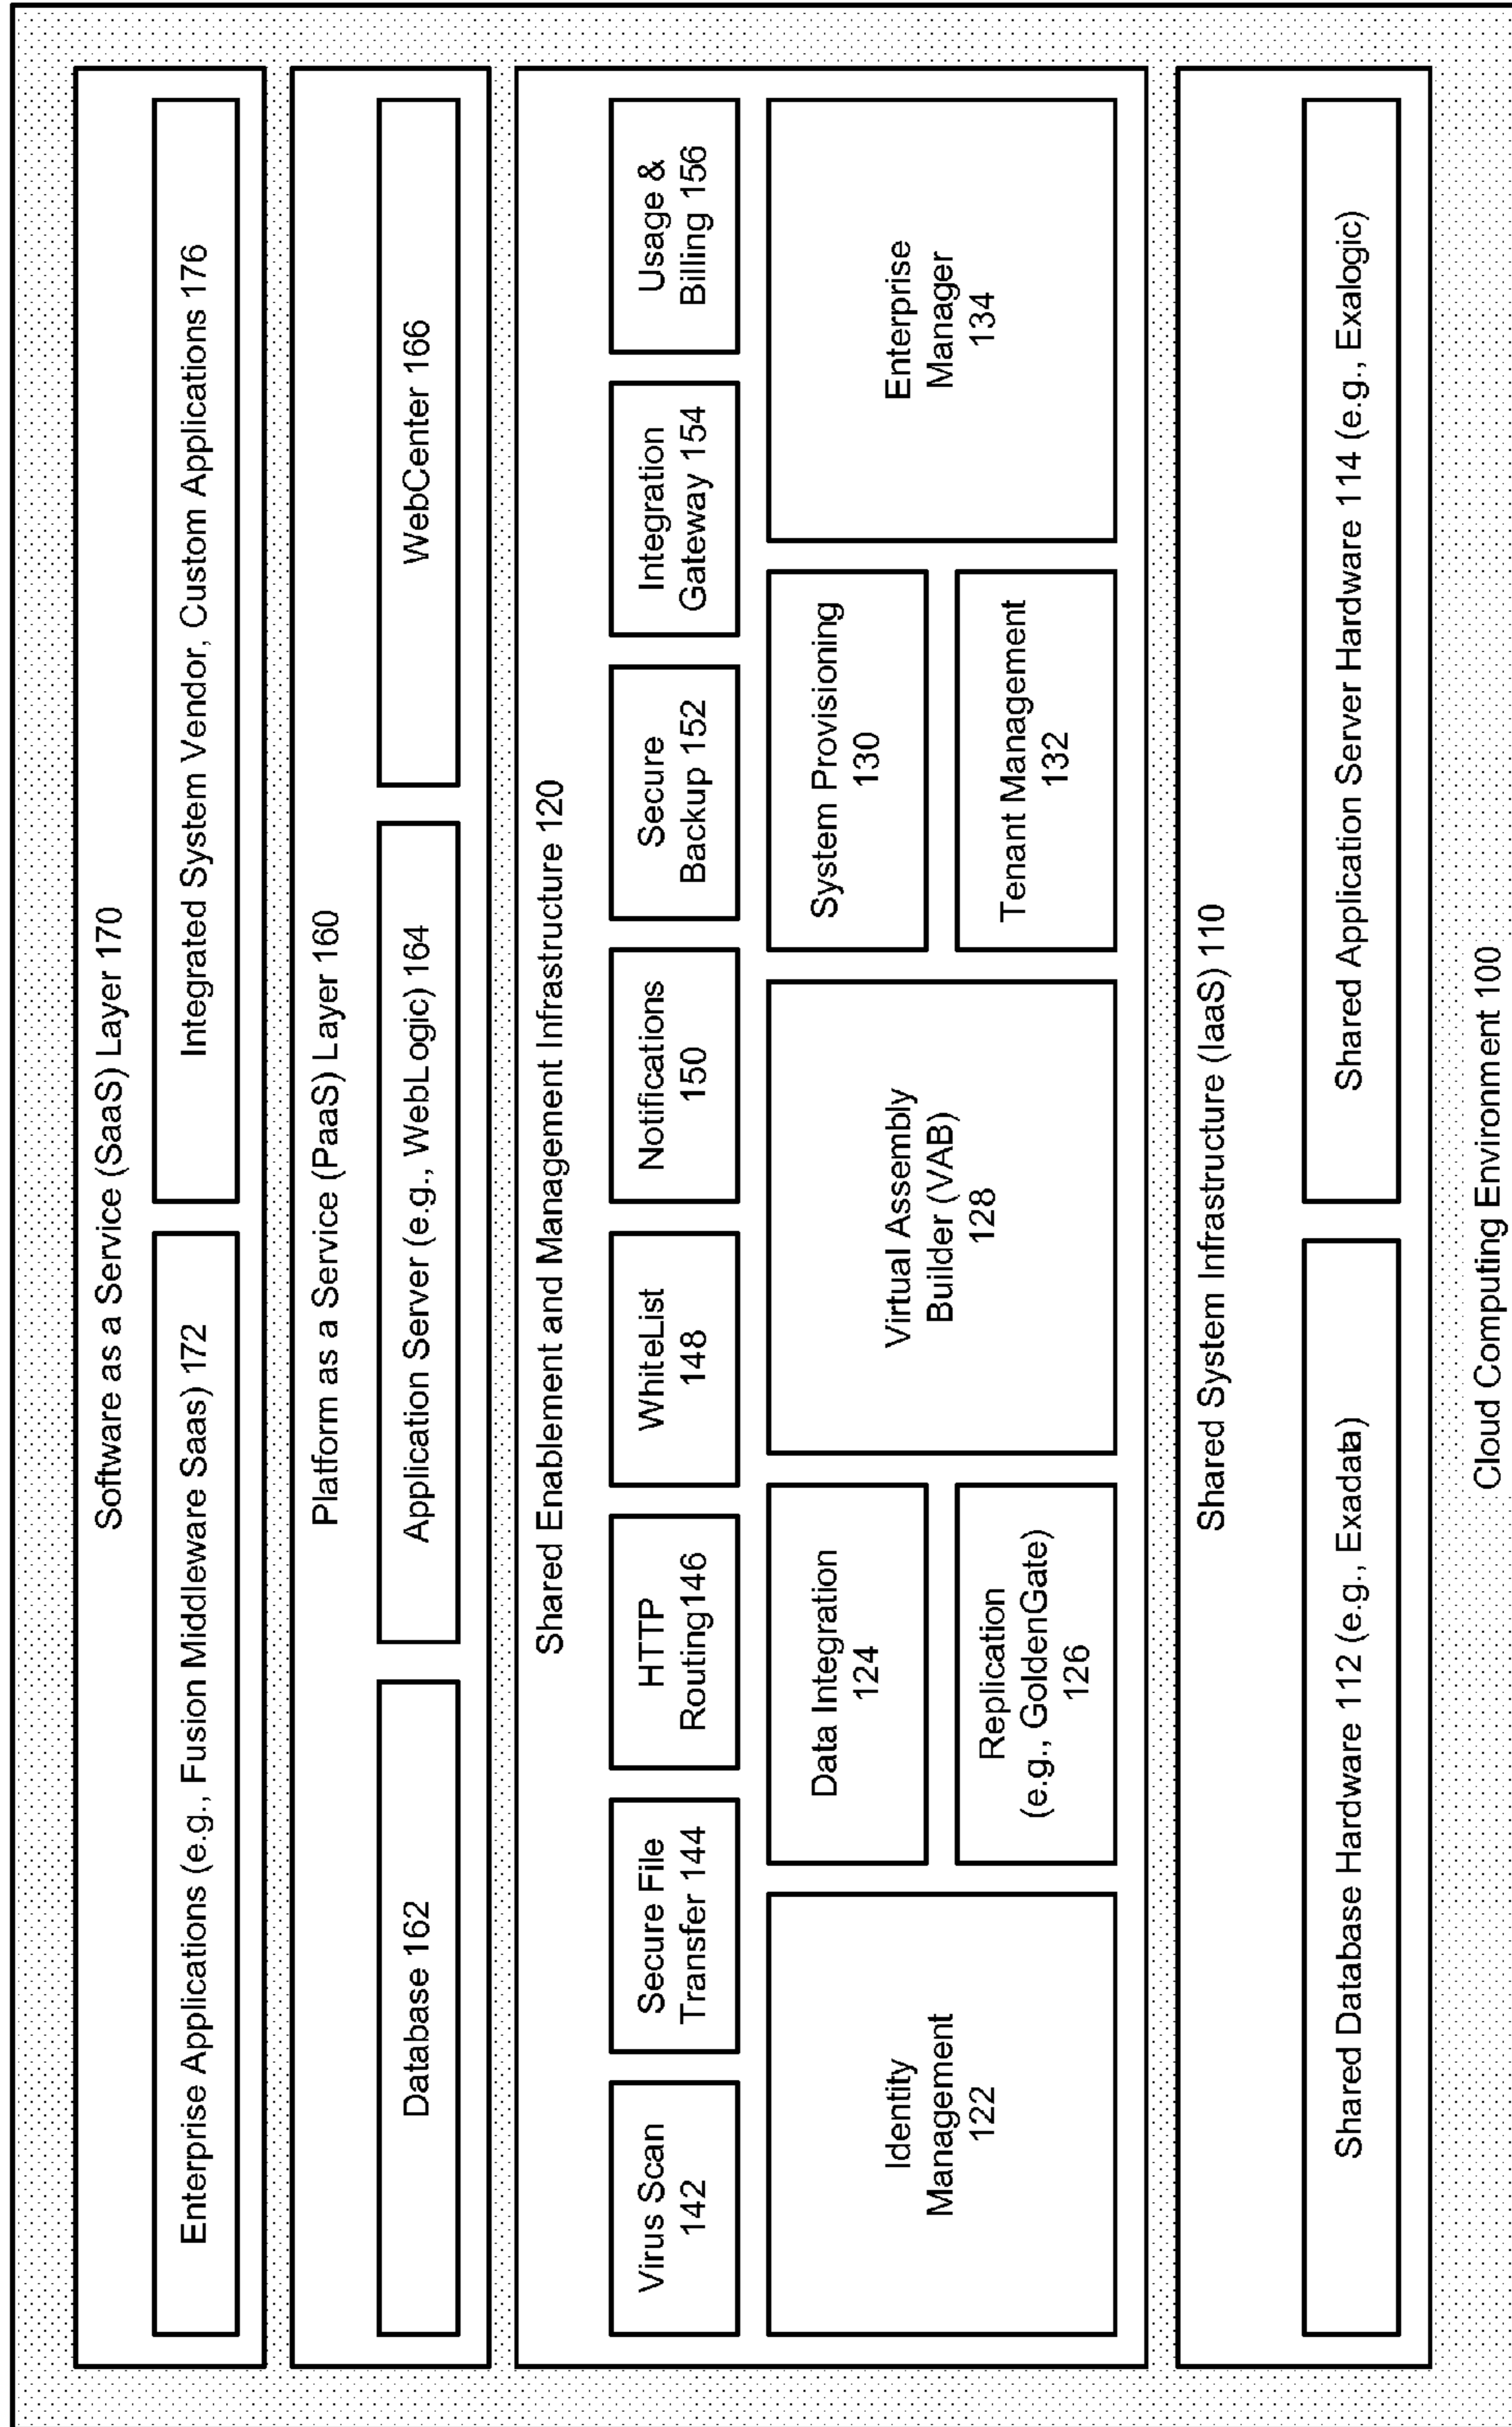 Software as a Service (SaaS) Layer 170
Enterprise Applications (e.g., Fusion Middleware Saas) 172
Integrated System Vendor, Custom Applications 176
Platform as a Service (PaaS) Layer 160
Database 162
Application Server (e.g., WebLogic) 164
WebCenter 166
Shared Enablement and Management Infrastructure 120
Virus Scan
142
Secure File
Transfer 144
HTTP
Routing146
WhiteList
148
Notifications
150
Secure
Backup 152
Integration
Gateway 154
Usage &
Billing 156
Identity
Management
122
Data Integration
124
Replication
(e.g., GoldenGate)
126
Virtual Assembly
Builder (VAB)
128
System Provisioning
130
Tenant Management
132
Enterprise
Manager
134
Shared System Infrastructure (IaaS) 110
Shared Database Hardware 112 (e.g., Exadata)
Shared Application Server Hardware 114 (e.g., Exalogic)
Cloud Computing Environment 100